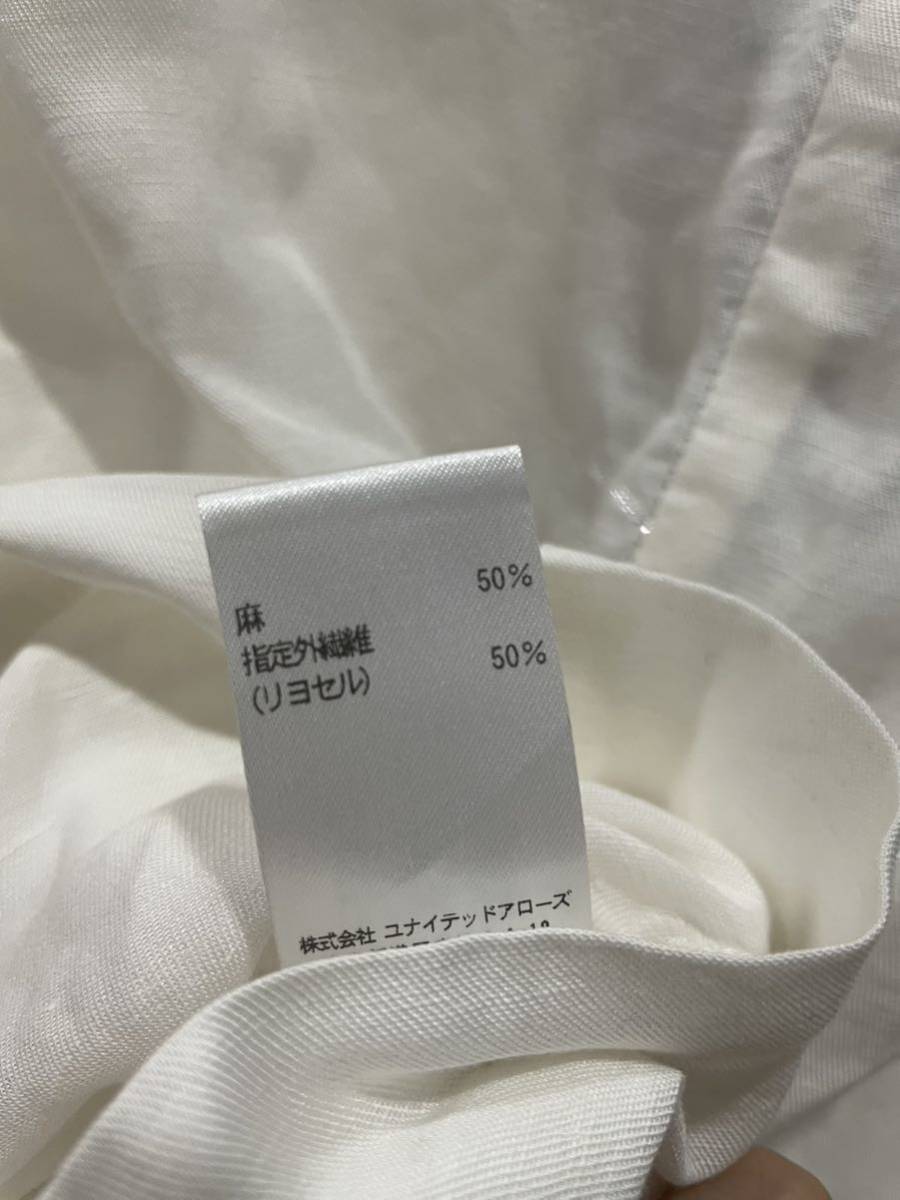 麻 50%
指定外繊維
(リヨセル) 50%
株式会社 ユナイテッドアローズ